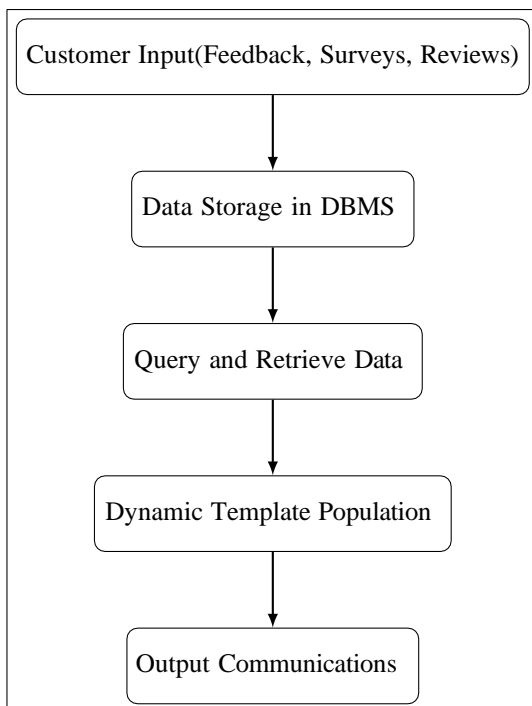 Customer Input(Feedback, Surveys, Reviews)
Data Storage in DBMS
Query and Retrieve Data
Dynamic Template Population
Output Communications